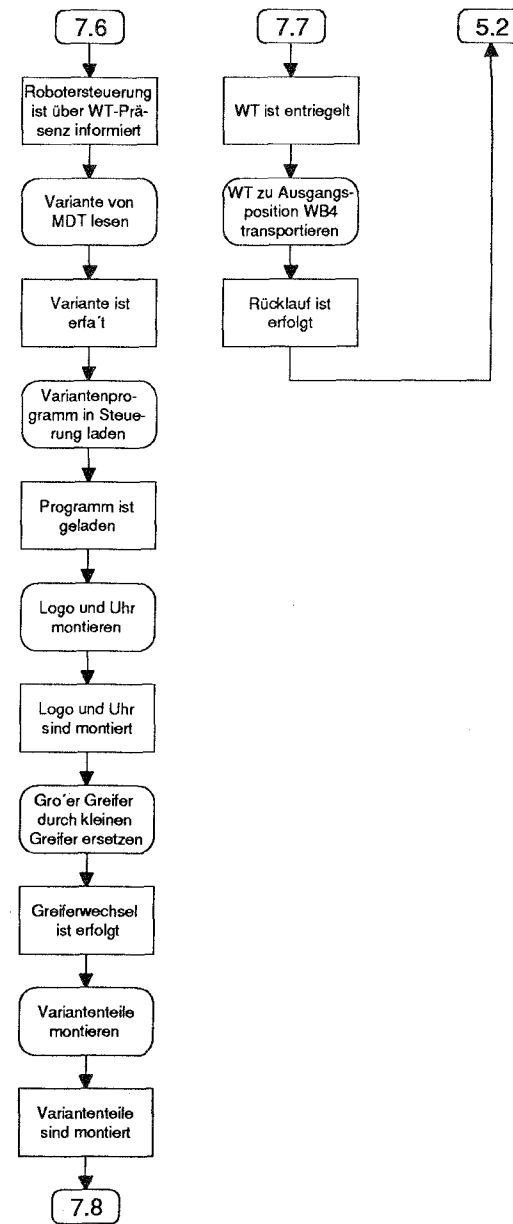 7.6
Robotersteuerung
ist über WT-Prä-
senz informiert
Variante von
MDT lesen
Variante ist
erfa´t
Variantenpro-
gramm in Steue-
rung laden
Programm ist
geladen
Logo und Uhr
montieren
Logo und Uhr
sind montiert
Gro´er Greifer
durch kleinen
Greifer ersetzen
Greiferwechsel
ist erfolgt
Variantenteile
montieren
Variantenteile
sind montiert
7.8
7.7
WT ist entriegelt
WT zu Ausgangs-
position WB4
transportieren
Rücklauf ist
erfolgt
5.2